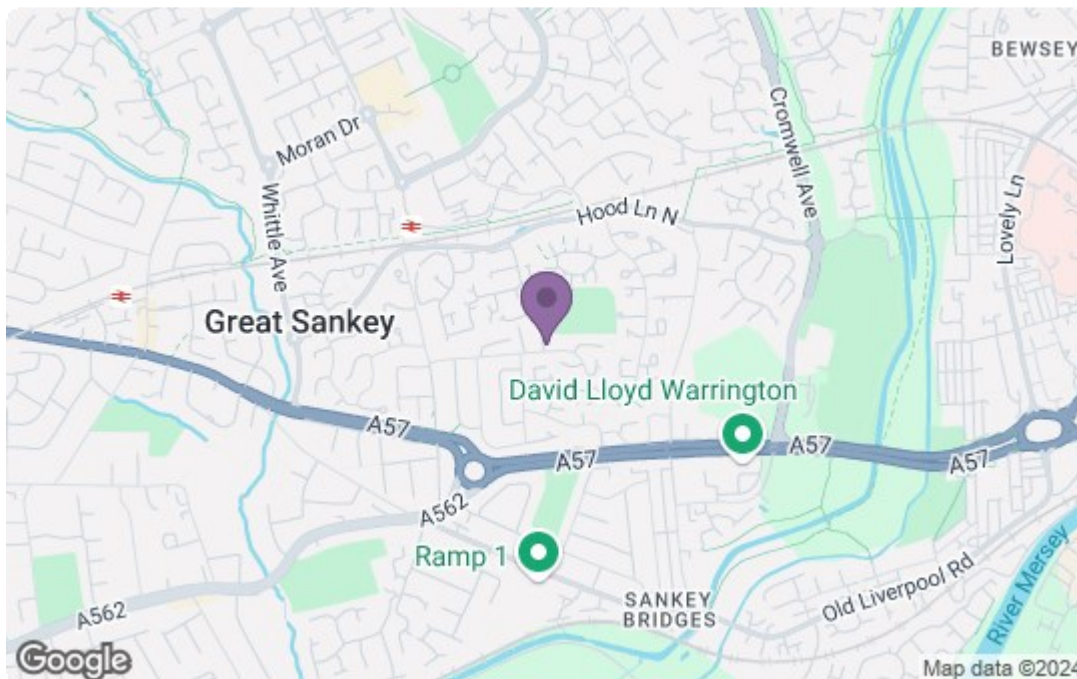 BEWSEY
Moran Dr
Cromwell Ave
Whittle Ave
Hood Ln N
Lovely Ln
Great Sankey
David Lloyd Warrington
A57
A57
A57
A57
A562
Ramp 1
A562
SANKEY
BRIDGES
Old Liverpool Rd
River Mersey
Google
Map data ©2024